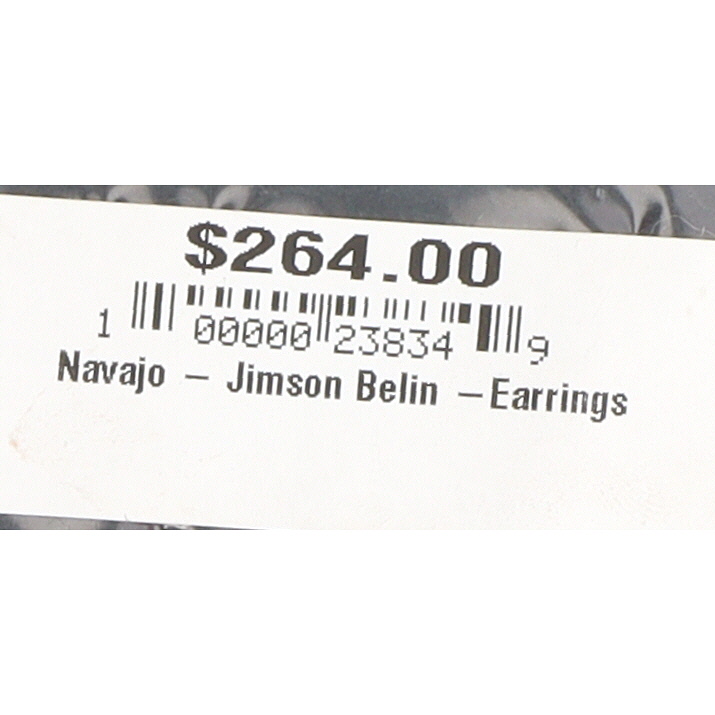 $264.00
1 00000 23834 9
Navajo – Jimson Belin –Earrings